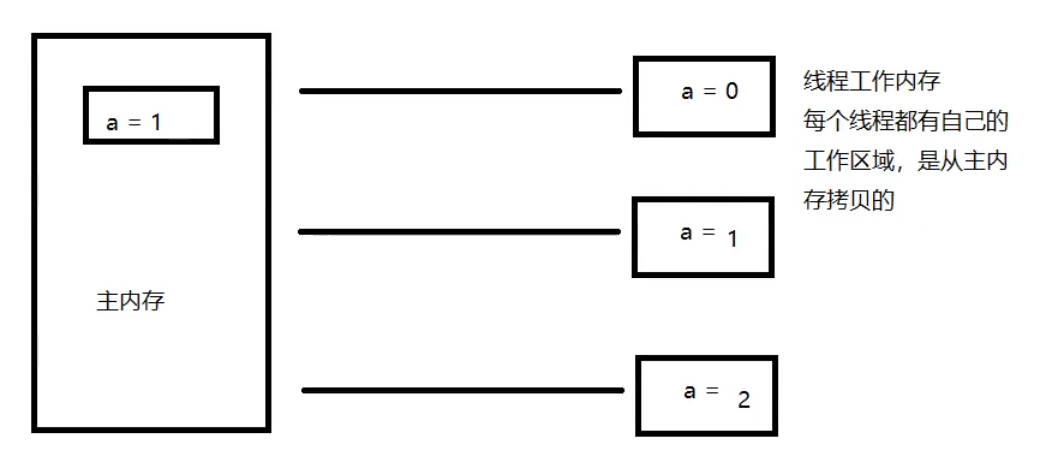 a = 1
主内存
a = 0
a = 1
a = 2
线程工作内存
每个线程都有自己的
工作区域，是从主内
存拷贝的